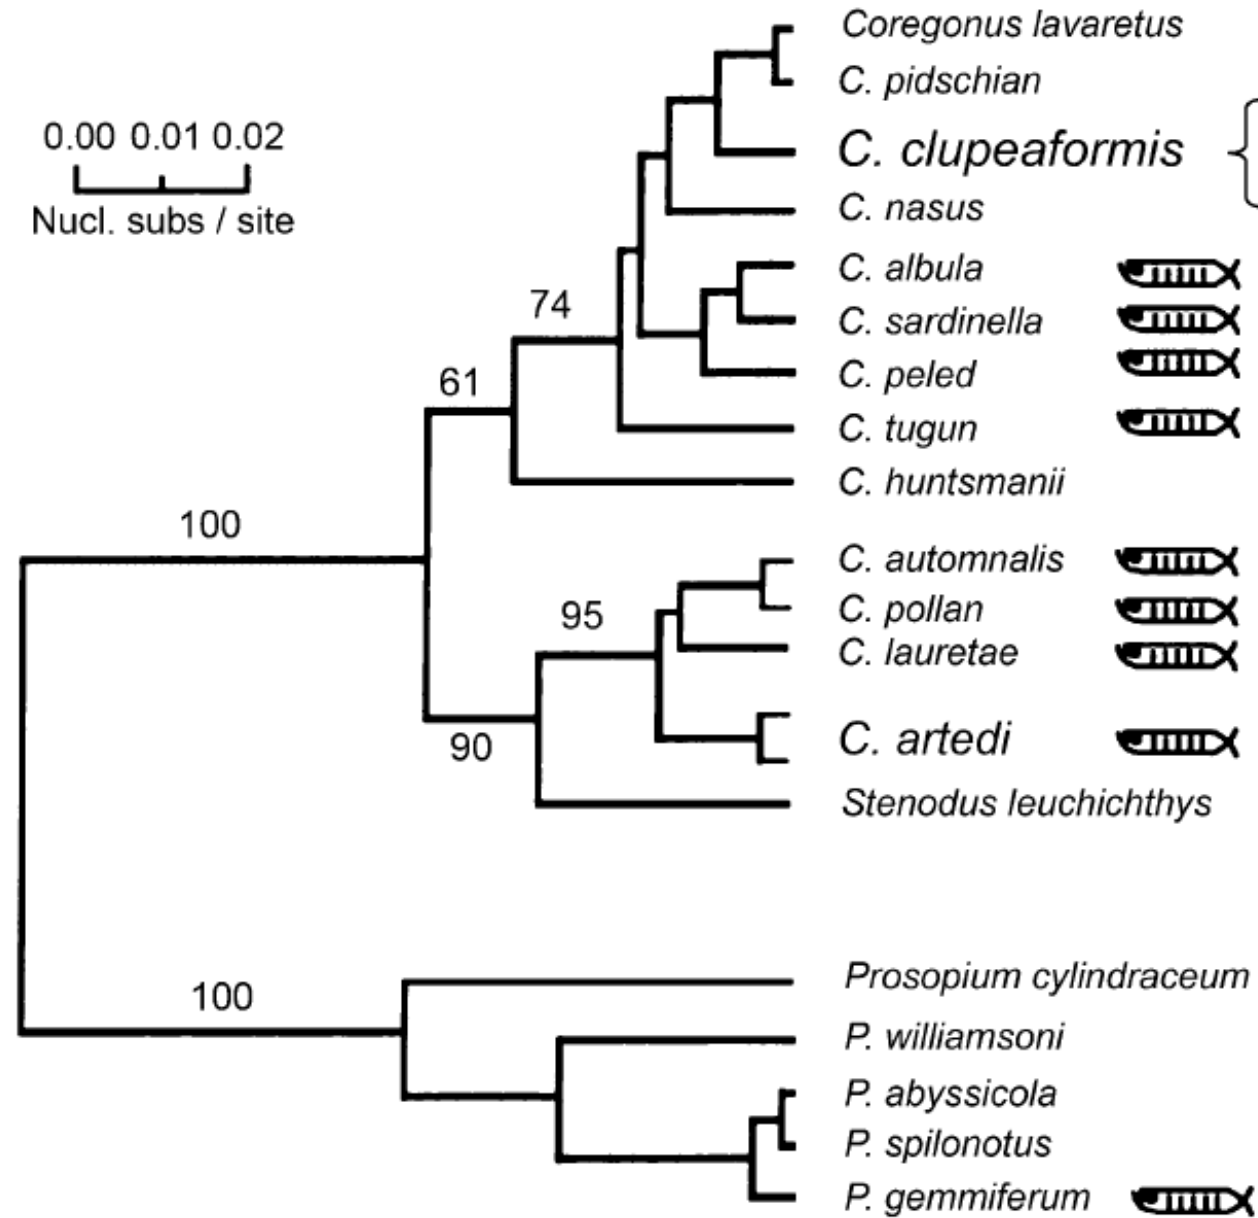 Coregonus lavaretus
C. pidschian
0.00 0.01 0.02
C. clupeaformis
Nucl. subs / site
C. nasus
C. albula
74
C. sardinella
61
C. peled
C. tugun
C. huntsmanii
100
C. automnalis
95
C. pollan
C. lauretae
90
C. artedi
Stenodus leuchichthys
100
Prosopium cylindraceum
P. williamsoni
P. abyssicola
P. spilonotus
P. gemmiferum